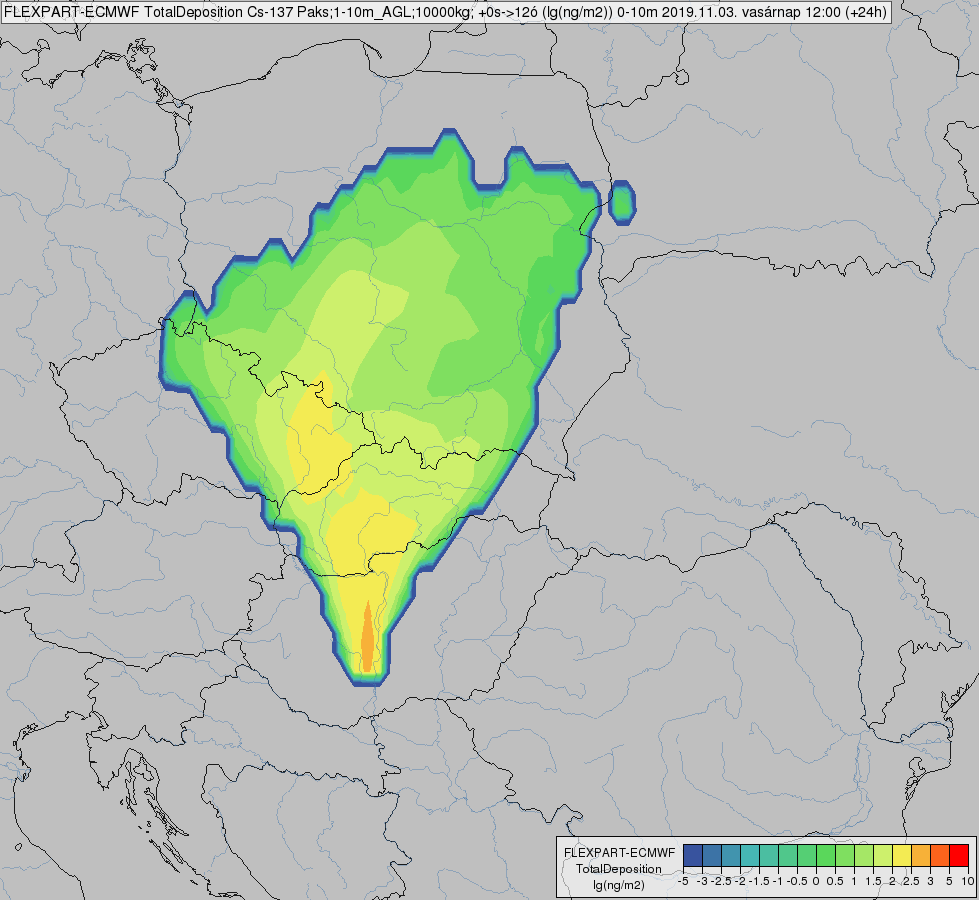 FLEXPART-ECMWF TotalDeposition Cs-137 Paks;1-10m_AGL;10000kg; +0s->12ó (lg(ng/m2)) 0-10m 2019.11.03. vasárnap 12:00 (+24h)
FLEXPART-ECMWF
TotalDeposition
lg(ng/m2)
-5 -3 -2.5 -2 -1.5 -1 -0.5 0 0.5 1 1.5 2 2.5 3 5 10